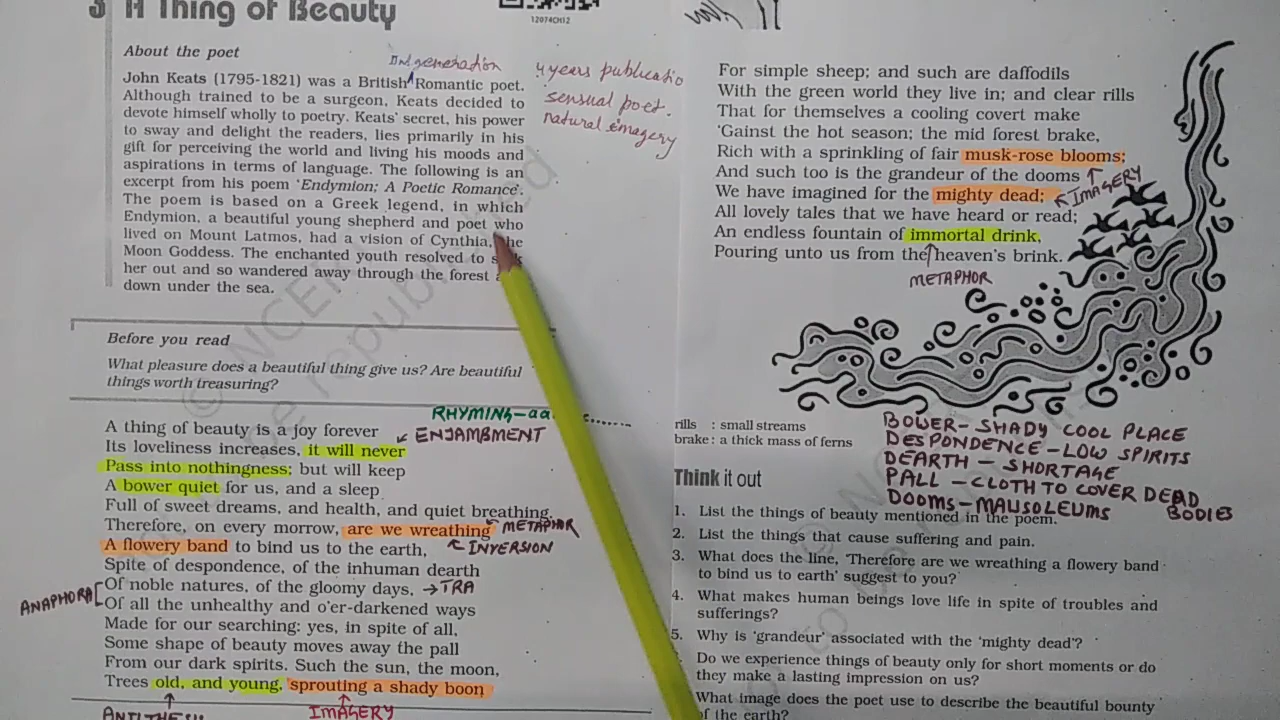 3 A Thing of Beauty
12074CH12
About the poet
IInd generation
John Keats (1795-1821) was a British Romantic poet.
Although trained to be a surgeon, Keats decided to
devote himself wholly to poetry. Keats' secret, his power
to sway and delight the readers, lies primarily in his
gift for perceiving the world and living his moods and
aspirations in terms of language. The following is an
excerpt from his poem 'Endymion; A Poetic Romance'.
The poem is based on a Greek legend, in which
Endymion, a beautiful young shepherd and poet who
lived on Mount Latmos, had a vision of Cynthia, the
Moon Goddess. The enchanted youth resolved to
her out and so wandered away through the forest
down under the sea.
4 years publicatio
sensual poet.
natural imagery
Before you read
What pleasure does a beautiful thing give us? Are beautiful
things worth treasuring?
RHYMING-aa
A thing of beauty is a joy forever
ENJAMBMENT
Its loveliness increases, it will never
Pass into nothingness; but will keep
A bower quiet for us, and a sleep
Full of sweet dreams, and health, and quiet breathing.
Therefore, on every morrow, are we wreathing METAPHOR
A flowery band to bind us to the earth, INVERSION
Spite of despondence, of the inhuman dearth
Of noble natures, of the gloomy days, → TRA
ANAPHORA
Of all the unhealthy and o'er-darkened ways
Made for our searching: yes, in spite of all,
Some shape of beauty moves away the pall
From our dark spirits. Such the sun, the moon,
Trees old, and young, sprouting a shady boon
ANTITHESIS
IMAGERY
For simple sheep; and such are daffodils
With the green world they live in; and clear rills
That for themselves a cooling covert make
'Gainst the hot season; the mid forest brake,
Rich with a sprinkling of fair musk-rose blooms;
And such too is the grandeur of the dooms
IMAGERY
We have imagined for the mighty dead;
All lovely tales that we have heard or read;
An endless fountain of immortal drink,
Pouring unto us from the heaven's brink.
METAPHOR
rills : small streams
brake : a thick mass of ferns
BOWER- SHADY COOL PLACE
DESPONDENCE-LOW SPIRITS
DEARTH - SHORTAGE
PALL - CLOTH TO COVER DEAD
BODIES
DOOMS-MAUSOLEUMS
Think it out
1. List the things of beauty mentioned in the poem.
2. List the things that cause suffering and pain.
3. What does the line, 'Therefore are we wreathing a flowery band
to bind us to earth' suggest to you?
4. What makes human beings love life in spite of troubles and
sufferings?
5. Why is 'grandeur' associated with the 'mighty dead'?
Do we experience things of beauty only for short moments or do
they make a lasting impression on us?
What image does the poet use to describe the beautiful bounty
of the earth?
© NCE
be republished